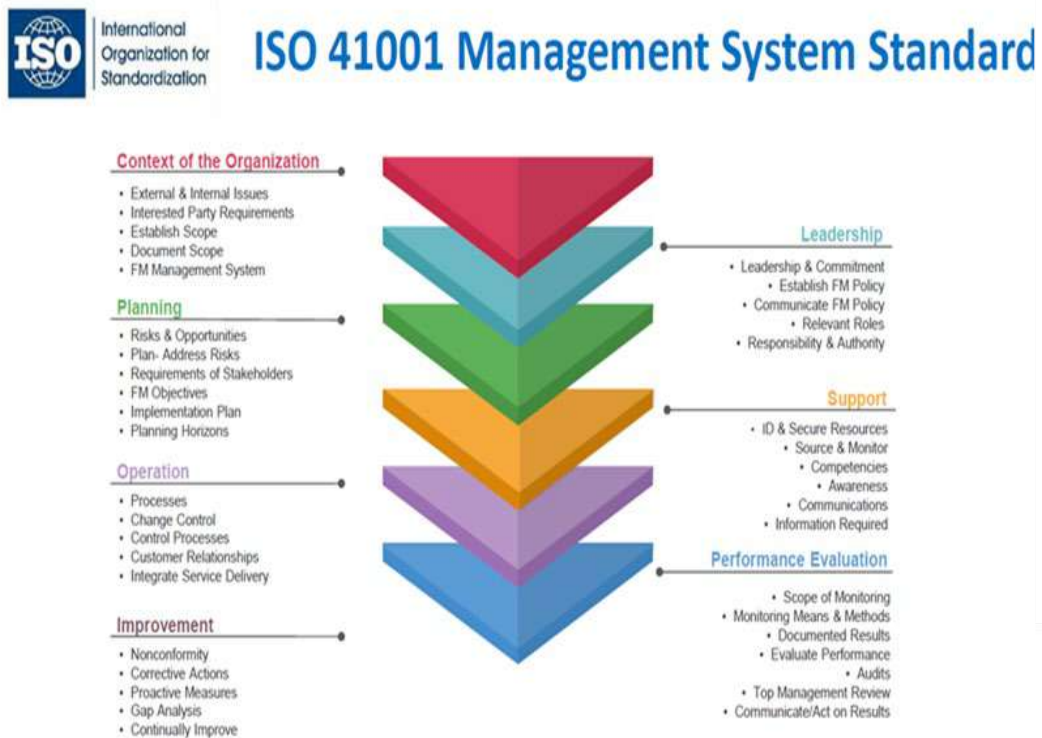 ISO
International
Organization for
Standardization
ISO 41001 Management System Standard
Context of the Organization
• External & Internal Issues
• Interested Party Requirements
• Establish Scope
• Document Scope
• FM Management System
Leadership
• Leadership & Commitment
• Establish FM Policy
• Communicate FM Policy
• Relevant Roles
• Responsibility & Authority
Planning
• Risks & Opportunities
• Plan- Address Risks
• Requirements of Stakeholders
• FM Objectives
• Implementation Plan
• Planning Horizons
Support
• ID & Secure Resources
• Source & Monitor
• Competencies
• Awareness
• Communications
• Information Required
Operation
• Processes
• Change Control
• Control Processes
• Customer Relationships
• Integrate Service Delivery
Performance Evaluation
• Scope of Monitoring
• Monitoring Means & Methods
• Documented Results
• Evaluate Performance
• Audits
• Top Management Review
• Communicate/Act on Results
Improvement
• Nonconformity
• Corrective Actions
• Proactive Measures
• Gap Analysis
• Continually Improve